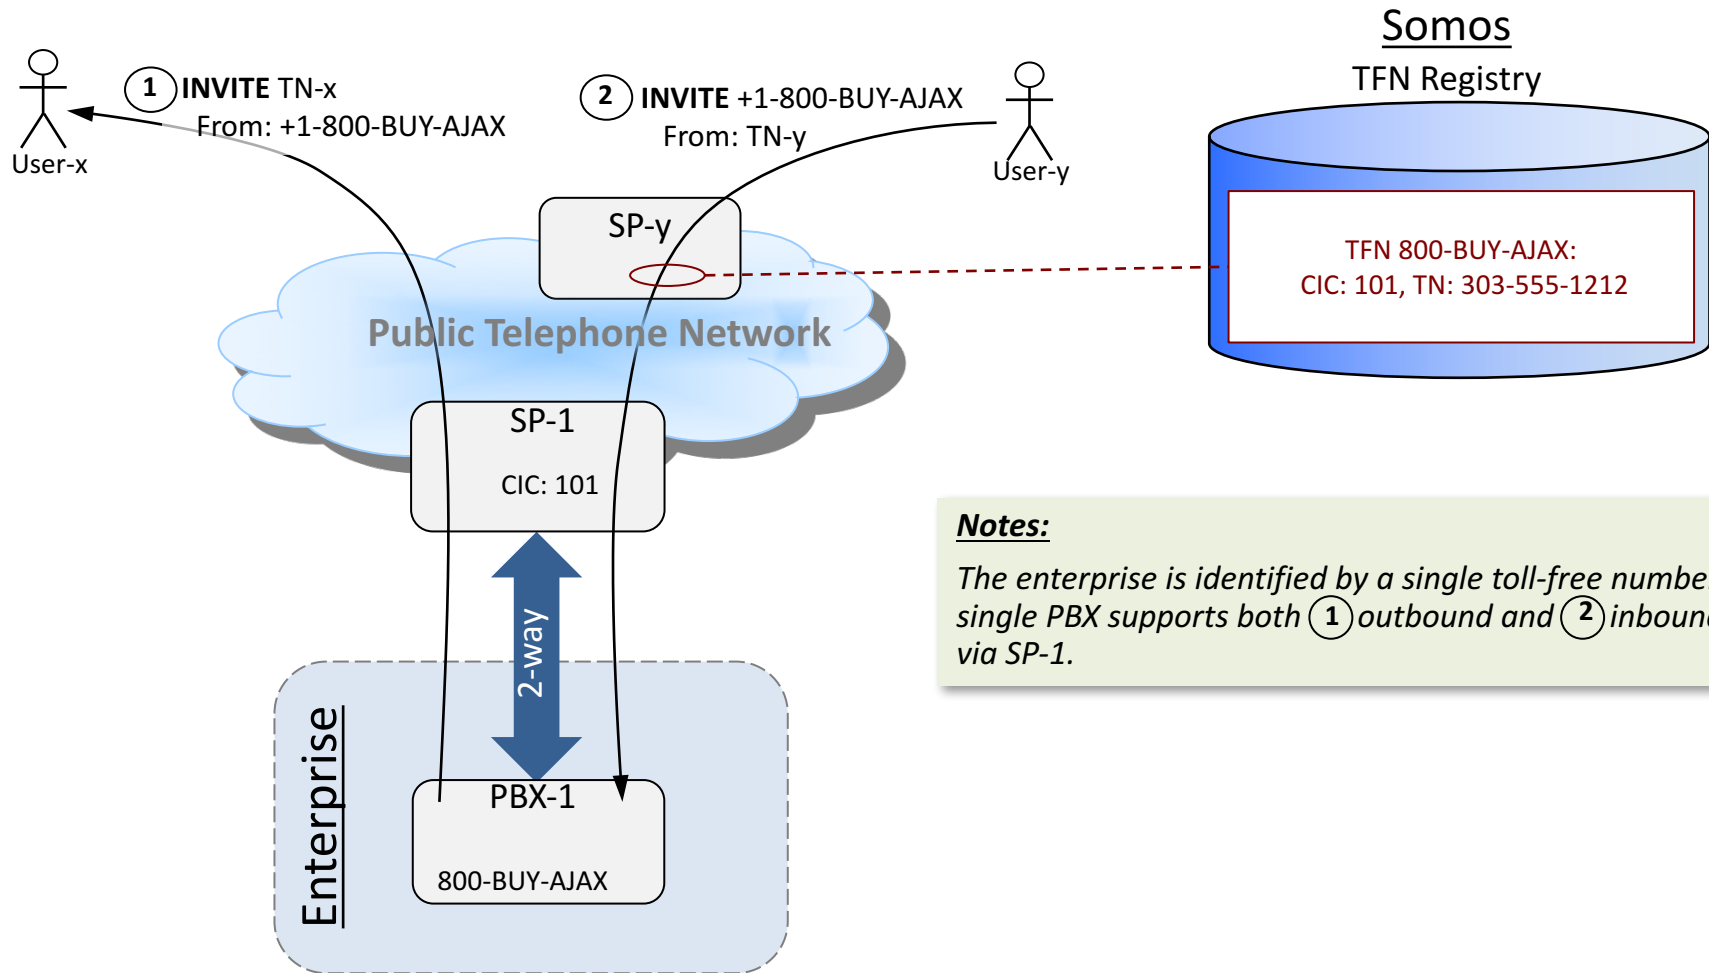 Somos
TFN Registry
1 INVITE TN-x
From: +1-800-BUY-AJAX
User-x
2 INVITE +1-800-BUY-AJAX
From: TN-y
User-y
SP-y
TFN 800-BUY-AJAX:
CIC: 101, TN: 303-555-1212
Public Telephone Network
SP-1
CIC: 101
2-way
Enterprise
PBX-1
800-BUY-AJAX
Notes:
The enterprise is identified by a single toll-free number
single PBX supports both 1 outbound and 2 inbound
via SP-1.